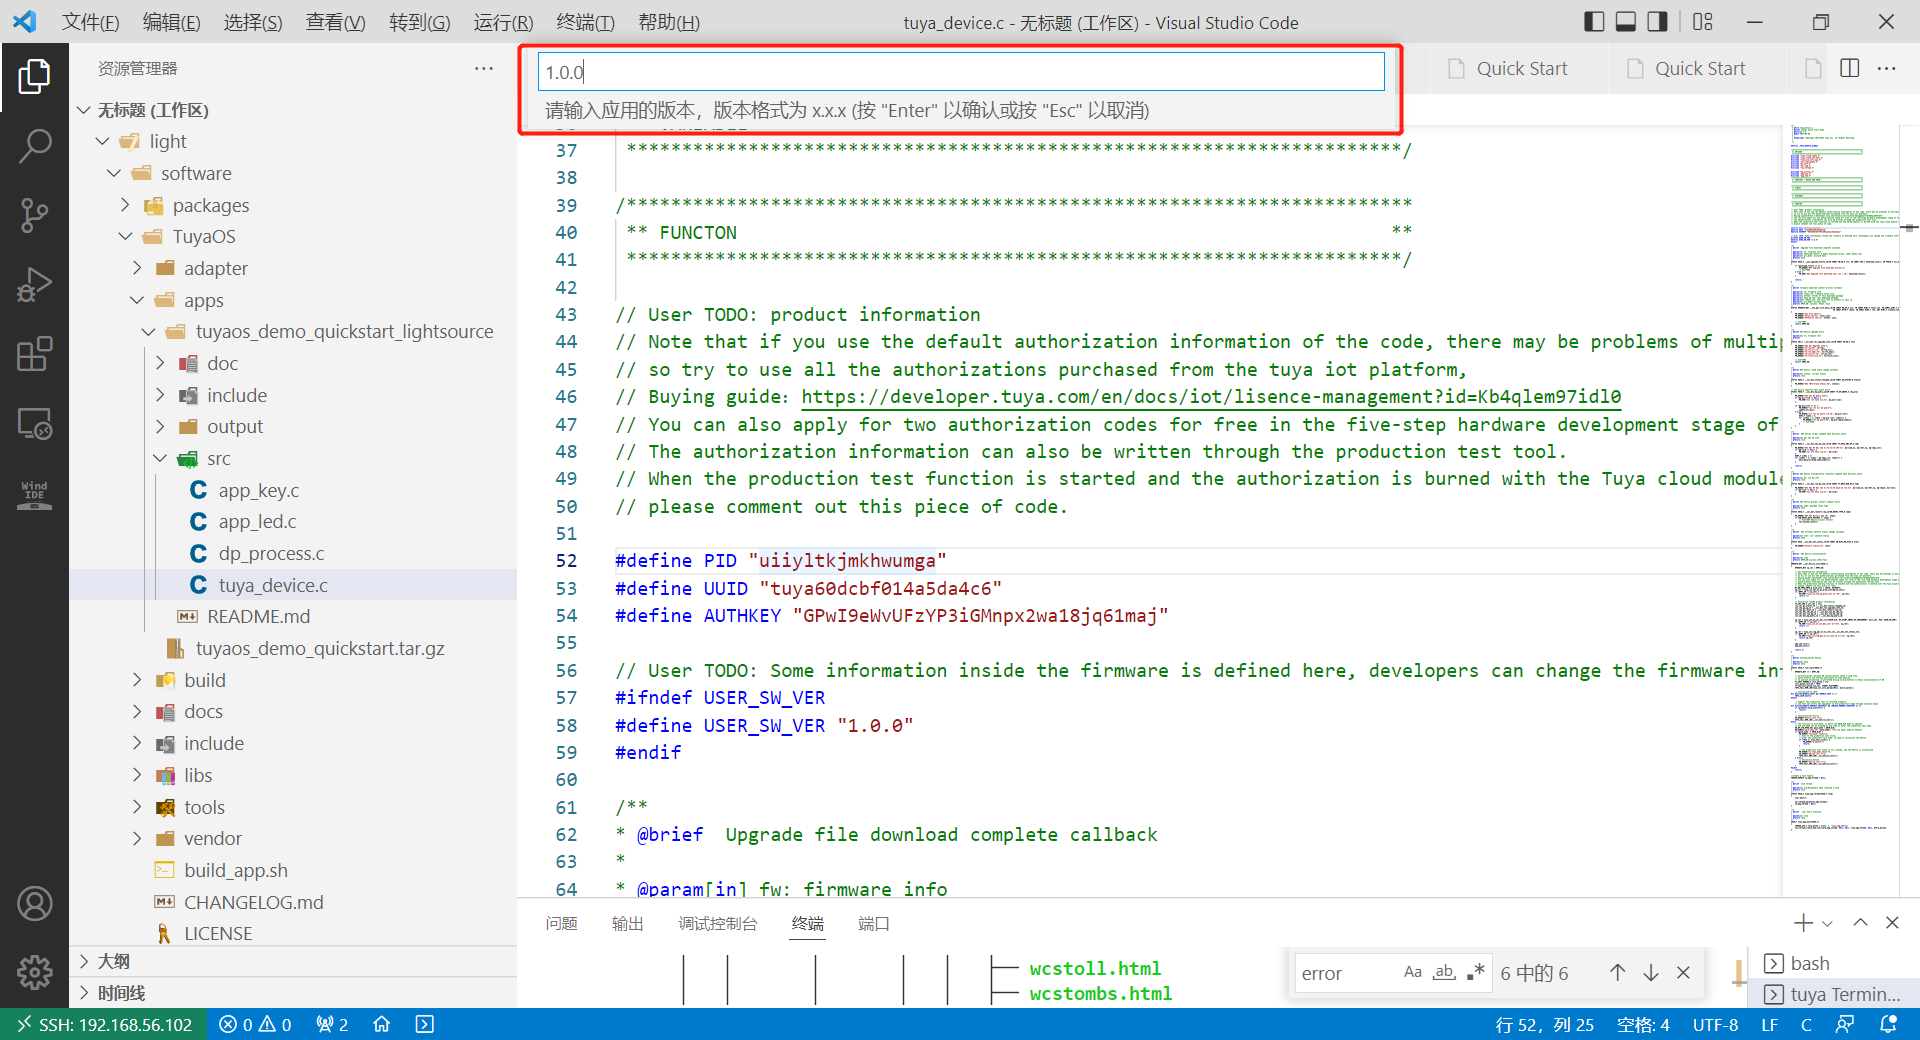 文件(F) 编辑(E) 选择(S) 查看(V) 转到(G) 运行(R) 终端(T) 帮助(H) tuya_device.c - 无标题 (工作区) - Visual Studio Code
资源管理器
1.0.0
请输入应用的版本，版本格式为 x.x.x (按 "Enter" 以确认或按 "Esc" 以取消)
Quick Start
Quick Start
无标题 (工作区)
light
software
packages
TuyaOS
adapter
apps
tuyaos_demo_quickstart_lightsource
doc
include
output
src
app_key.c
app_led.c
dp_process.c
tuya_device.c
README.md
tuyaos_demo_quickstart.tar.gz
build
docs
include
libs
tools
vendor
build_app.sh
CHANGELOG.md
LICENSE
大纲
时间线
Wind IDE
37 **********************************************************************/
38
39 /***********************************************************************
40 ** FUNCTON **
41 **********************************************************************/
42
43 // User TODO: product information
44 // Note that if you use the default authorization information of the code, there may be problems of multip
45 // so try to use all the authorizations purchased from the tuya iot platform,
46 // Buying guide: https://developer.tuya.com/en/docs/iot/lisence-management?id=Kb4qlem97idl0
47 // You can also apply for two authorization codes for free in the five-step hardware development stage of
48 // The authorization information can also be written through the production test tool.
49 // When the production test function is started and the authorization is burned with the Tuya cloud module
50 // please comment out this piece of code.
51
52 #define PID "uiiyltkjmkhwumga"
53 #define UUID "tuya60dcbf014a5da4c6"
54 #define AUTHKEY "GPwI9eWvUFzYP3iGMnpx2wa18jq61maj"
55
56 // User TODO: Some information inside the firmware is defined here, developers can change the firmware inf
57 #ifndef USER_SW_VER
58 #define USER_SW_VER "1.0.0"
59 #endif
60
61 /**
62 * @brief Upgrade file download complete callback
63 *
64 * @param[in] fw: firmware info
问题 输出 调试控制台 终端 端口
wcstoll.html
wcstombs.html
error Aa ab 6 中的 6
bash
tuya Termin...
SSH: 192.168.56.102 0 0 2 行 52，列 25 空格: 4 UTF-8 LF C